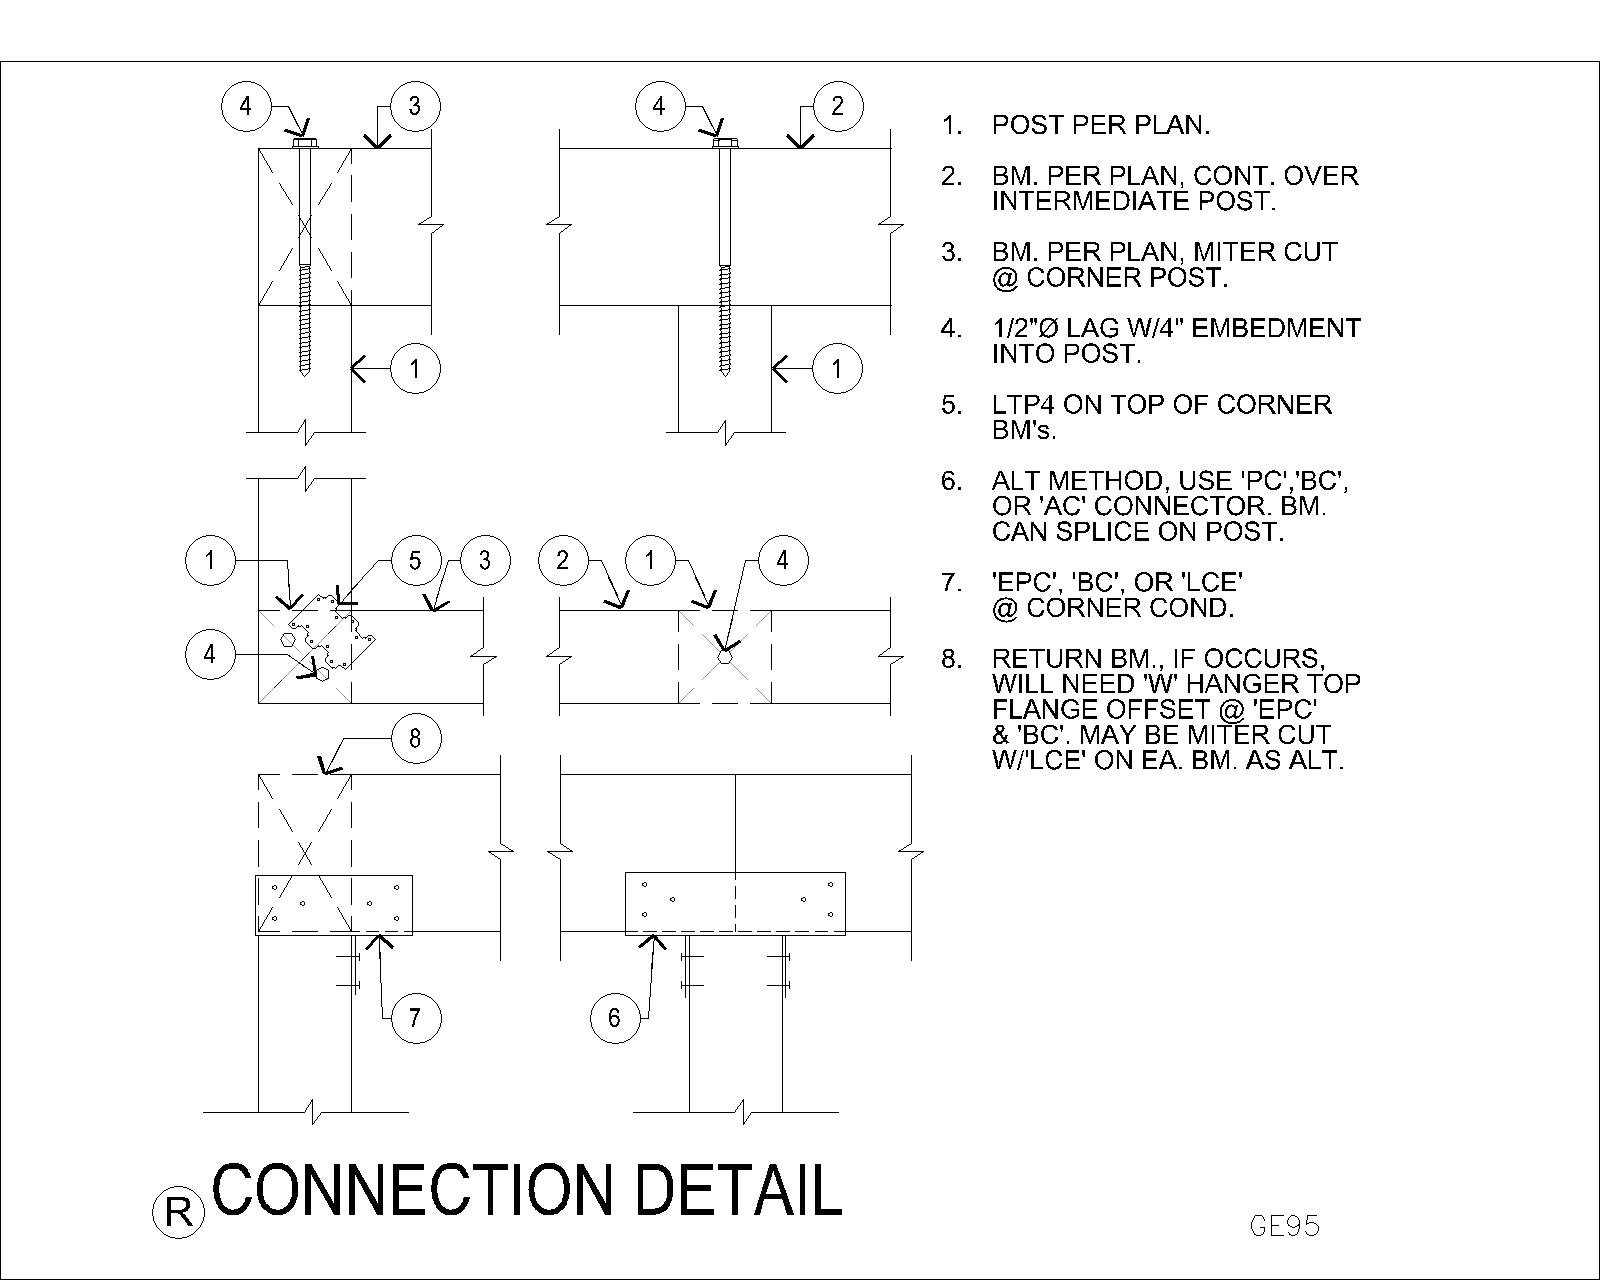 4
3
4
2
1
1
1. POST PER PLAN.
2. BM. PER PLAN, CONT. OVER
INTERMEDIATE POST.
3. BM. PER PLAN, MITER CUT
@ CORNER POST.
4. 1/2"Ø LAG W/4" EMBEDMENT
INTO POST.
5. LTP4 ON TOP OF CORNER
BM's.
6. ALT METHOD, USE 'PC','BC',
OR 'AC' CONNECTOR. BM.
CAN SPLICE ON POST.
7. 'EPC', 'BC', OR 'LCE'
@ CORNER COND.
8. RETURN BM., IF OCCURS,
WILL NEED 'W' HANGER TOP
FLANGE OFFSET @ 'EPC'
& 'BC'. MAY BE MITER CUT
W/'LCE' ON EA. BM. AS ALT.
1
5
3
2
1
4
4
8
7
6
R CONNECTION DETAIL
GE95